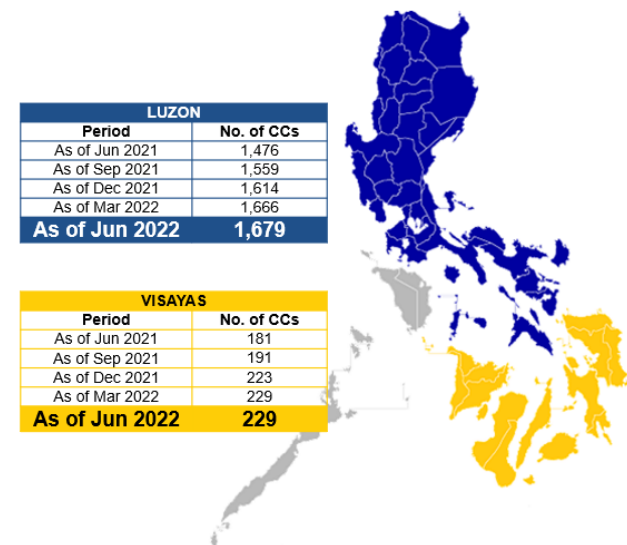 LUZON
Period No. of CCs
As of Jun 2021 1,476
As of Sep 2021 1,559
As of Dec 2021 1,614
As of Mar 2022 1,666
As of Jun 2022 1,679
VISAYAS
Period No. of CCs
As of Jun 2021 181
As of Sep 2021 191
As of Dec 2021 223
As of Mar 2022 229
As of Jun 2022 229